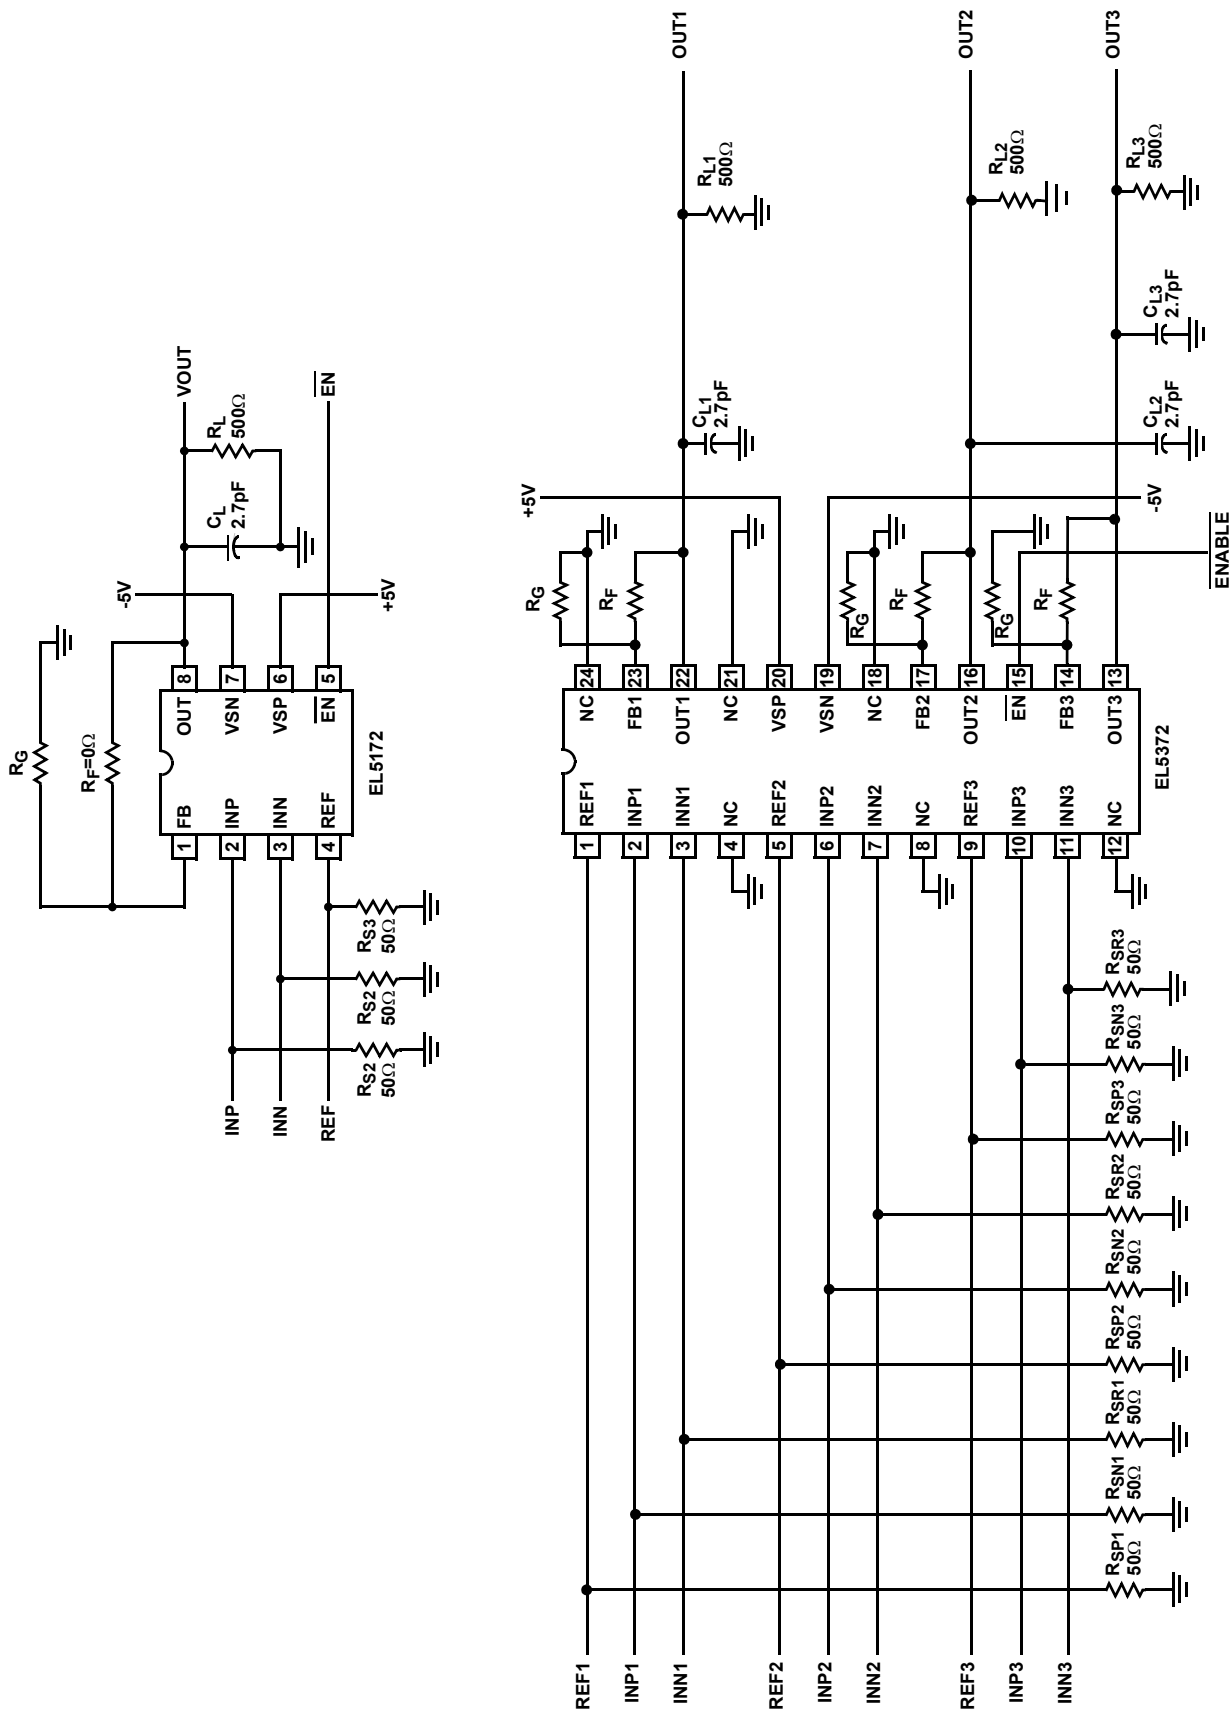 RG
RF=0Ω
-5V
CL
2.7pF
RL
500Ω
VOUT
EN
+5V
8
7
6
5
OUT
VSN
VSP
EN
EL5172
FB
INP
INN
REF
1
2
3
4
RS3
50Ω
RS2
50Ω
RS2
50Ω
INP
INN
REF
OUT1
OUT2
OUT3
RL1
500Ω
RL2
500Ω
RL3
500Ω
CL1
2.7pF
CL3
2.7pF
CL2
2.7pF
+5V
-5V
ENABLE
RG
RF
RG
RF
RG
RF
24
23
22
21
20
19
18
17
16
15
14
13
NC
FB1
OUT1
NC
VSP
VSN
NC
FB2
OUT2
EN
FB3
OUT3
EL5372
REF1
INP1
INN1
NC
REF2
INP2
INN2
NC
REF3
INP3
INN3
NC
1
2
3
4
5
6
7
8
9
10
11
12
RSR3
50Ω
RSN3
50Ω
RSP3
50Ω
RSR2
50Ω
RSN2
50Ω
RSP2
50Ω
RSR1
50Ω
RSN1
50Ω
RSP1
50Ω
REF1
INP1
INN1
REF2
INP2
INN2
REF3
INP3
INN3